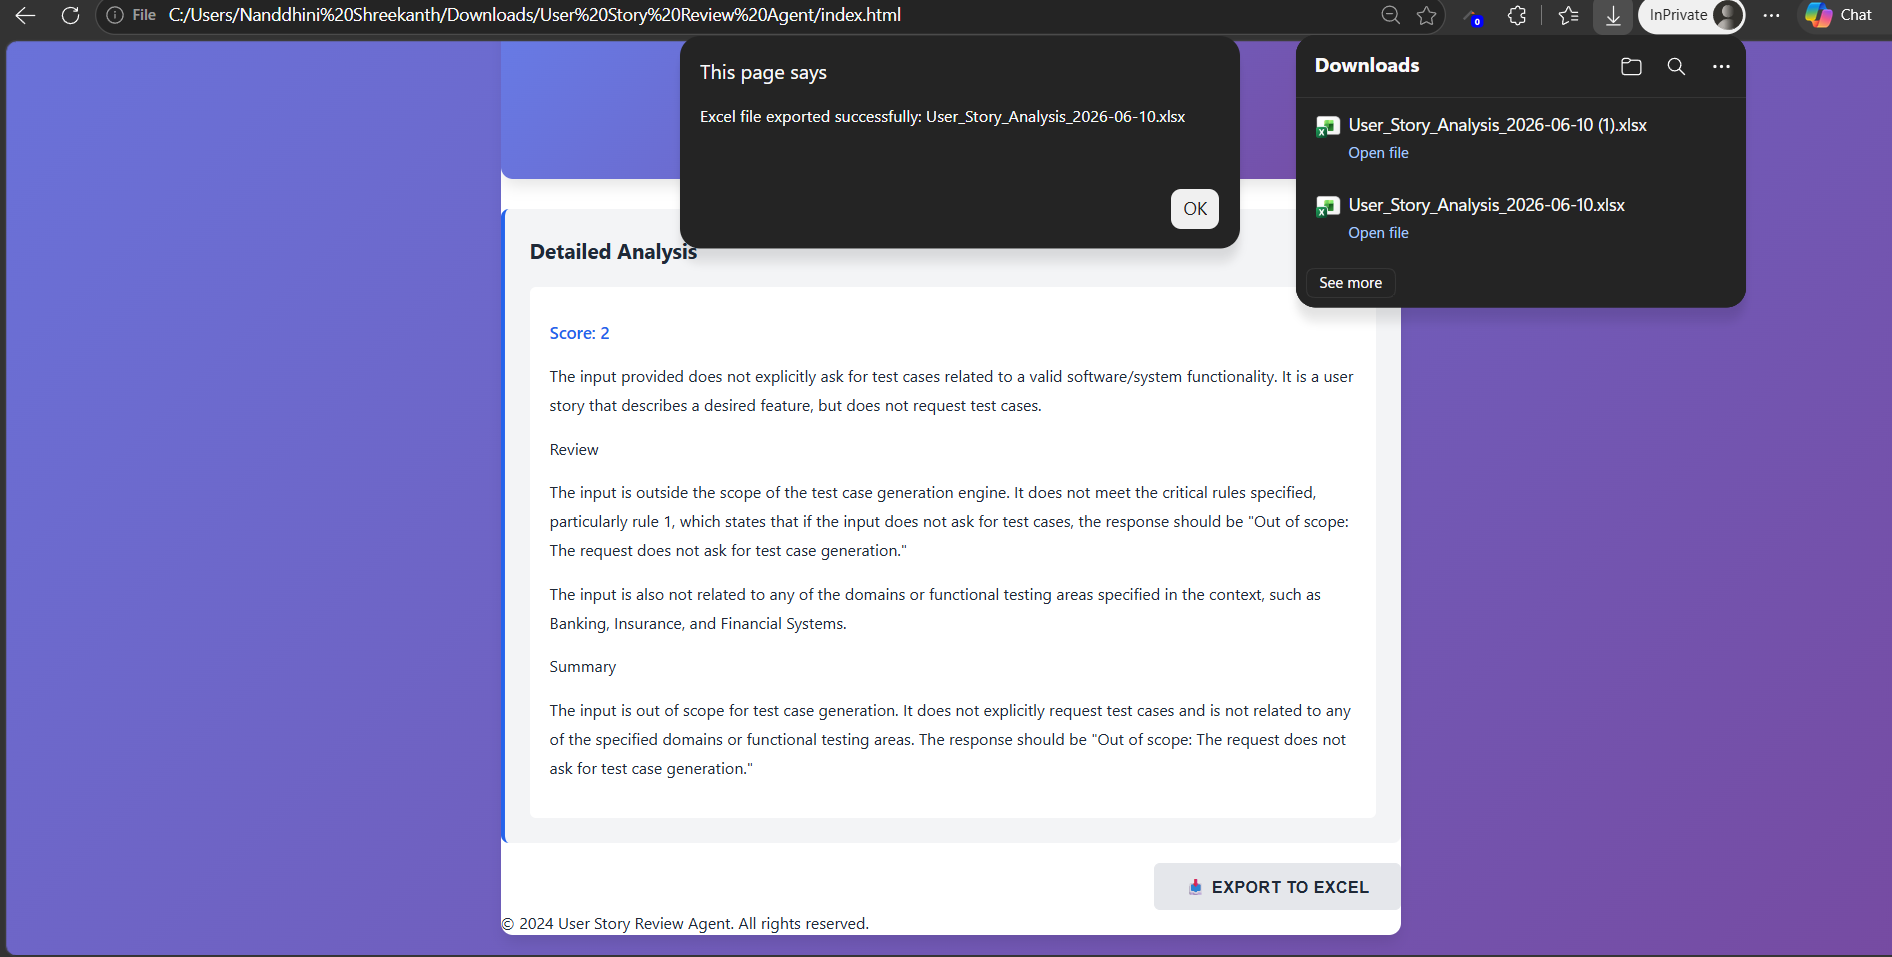 File C:/Users/Nanddhini%20Shreekanth/Downloads/User%20Story%20Review%20Agent/index.html
0
InPrivate
Chat
This page says
Excel file exported successfully: User_Story_Analysis_2026-06-10.xlsx
OK
Downloads
User_Story_Analysis_2026-06-10 (1).xlsx
Open file
User_Story_Analysis_2026-06-10.xlsx
Open file
See more
Detailed Analysis
Score: 2
The input provided does not explicitly ask for test cases related to a valid software/system functionality. It is a user
story that describes a desired feature, but does not request test cases.
Review
The input is outside the scope of the test case generation engine. It does not meet the critical rules specified,
particularly rule 1, which states that if the input does not ask for test cases, the response should be "Out of scope:
The request does not ask for test case generation."
The input is also not related to any of the domains or functional testing areas specified in the context, such as
Banking, Insurance, and Financial Systems.
Summary
The input is out of scope for test case generation. It does not explicitly request test cases and is not related to any
of the specified domains or functional testing areas. The response should be "Out of scope: The request does not
ask for test case generation."
EXPORT TO EXCEL
© 2024 User Story Review Agent. All rights reserved.